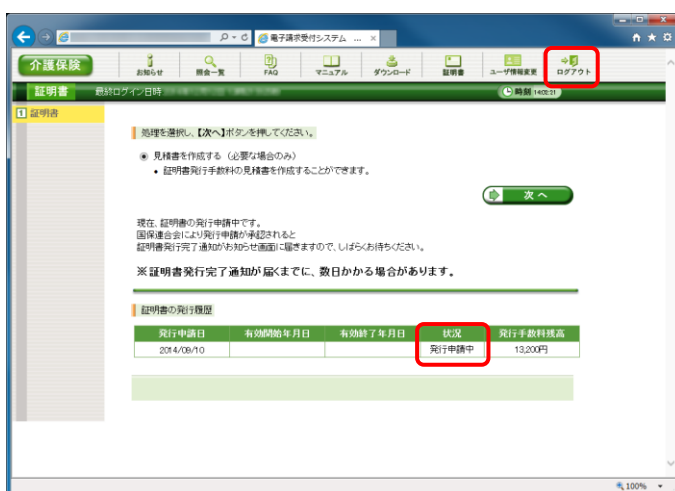 電子請求受付システム ...
介護保険
お知らせ
照会一覧
FAQ
マニュアル
ダウンロード
証明書
ユーザ情報変更
ログアウト
証明書
最終ログイン日時
時刻 14:02:21
1 証明書
処理を選択し、【次へ】ボタンを押してください。
見積書を作成する（必要な場合のみ）
• 証明書発行手数料の見積書を作成することができます。
次へ
現在、証明書の発行申請中です。
国保連合会により発行申請が承認されると
証明書発行完了通知がお知らせ画面に届きますので、しばらくお待ちください。
※証明書発行完了通知が届くまでに、数日かかる場合があります。
証明書の発行履歴
発行申請日 有効開始年月日 有効終了年月日 状況 発行手数料残高
2014/09/10 発行申請中 13,200円
100%